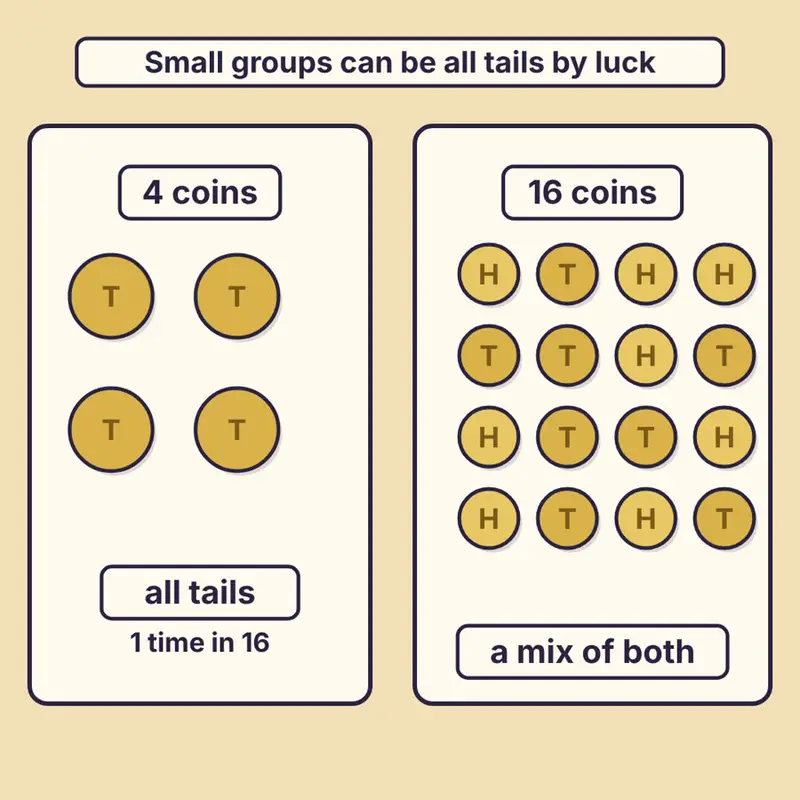 Small groups can be all tails by luck
4 coins
T T
T T
all tails
1 time in 16
16 coins
H T H H
T T H T
H T T H
H T H T
a mix of both